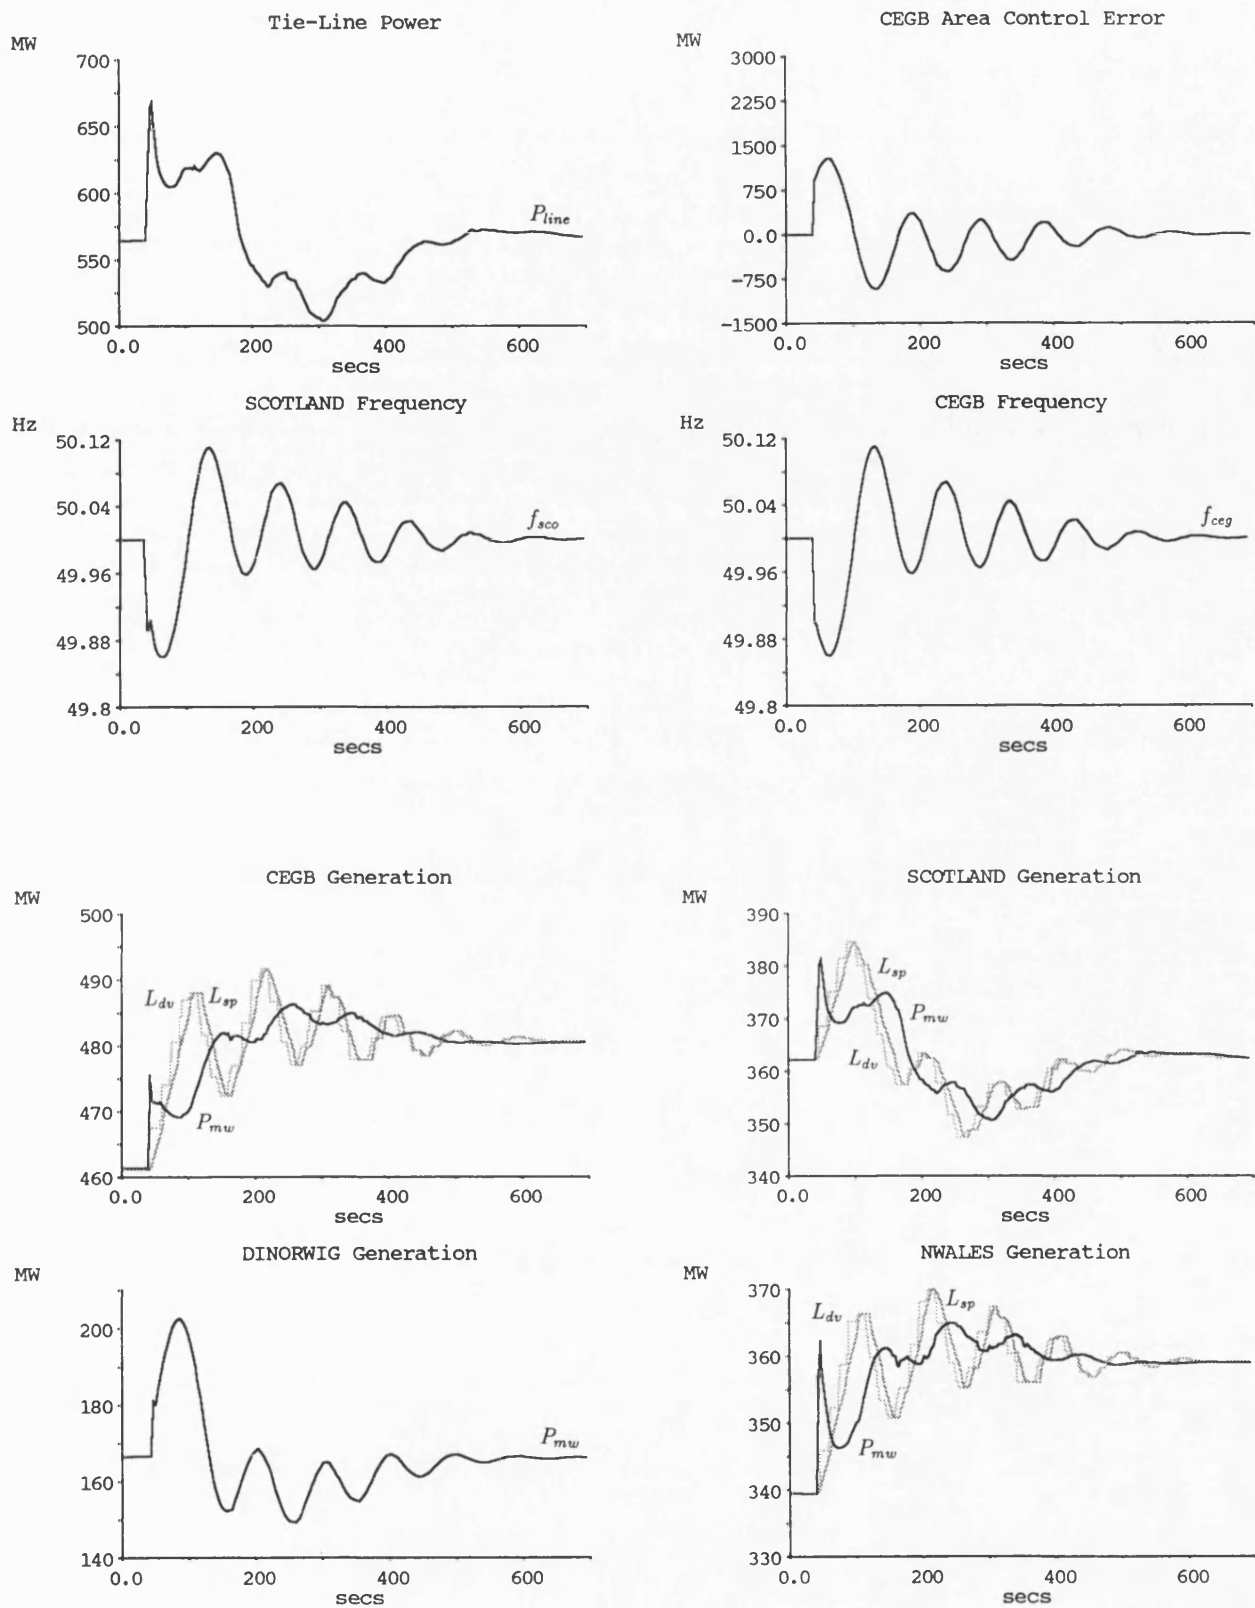 Tie-Line Power
MW
700
650
600
550
500
P_line
0.0 200 400 600
secs
CEGB Area Control Error
MW
3000
2250
1500
750
0.0
-750
-1500
0.0 200 400 600
secs
SCOTLAND Frequency
Hz
50.12
50.04
49.96
49.88
49.8
f_sco
0.0 200 400 600
secs
CEGB Frequency
Hz
50.12
50.04
49.96
49.88
49.8
f_ceg
0.0 200 400 600
secs
CEGB Generation
MW
500
490
480
470
460
L_dv L_sp
P_mw
0.0 200 400 600
secs
SCOTLAND Generation
MW
390
380
370
360
350
340
L_sp
P_mw
L_dv
0.0 200 400 600
secs
DINORWIG Generation
MW
200
180
160
140
P_mw
0.0 200 400 600
secs
NWALES Generation
MW
370
360
350
340
330
L_dv L_sp
P_mw
0.0 200 400 600
secs